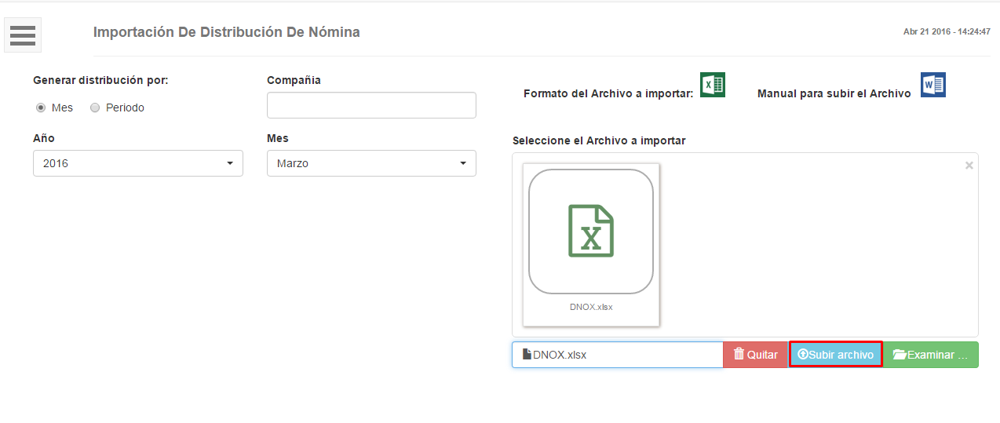 Importación De Distribución De Nómina
Abr 21 2016 - 14:24:47
Generar distribución por:
Mes
Periodo
Compañia
Año
2016
Mes
Marzo
Formato del Archivo a importar:
Manual para subir el Archivo
Seleccione el Archivo a importar
×
X
DNOX.xlsx
DNOX.xlsx
Quitar
Subir archivo
Examinar ...